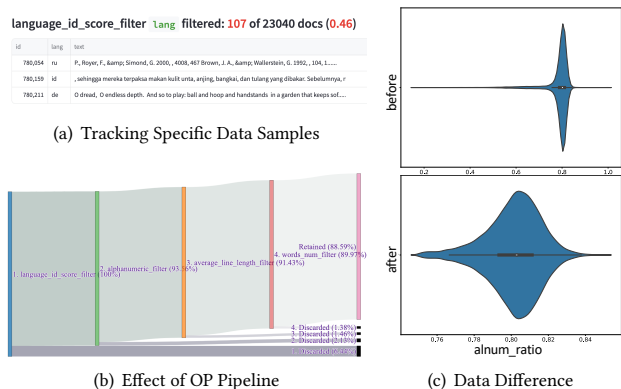 language_id_score_filter lang filtered: 107 of 23040 docs (0.46)
id lang text
780,054 ru P., Royer, F., &amp; Simond, G. 2000, , 4008, 467 Brown, J. A., &amp; Wallerstein, G. 1992, , 104, 1......
780,159 id , sehingga mereka terpaksa makan kulit unta, anjing, bangkai, dan tulang yang dibakar. Sebelumnya, r
780,211 de O dread, O endless depth. And so to play: ball and hoop and handstands in a garden that keeps sof.....
(a) Tracking Specific Data Samples
1. language_id_score_filter (100%)
2. alphanumeric_filter (93.56%)
3. average_line_length_filter (91.43%)
Retained (88.59%)
4. words_num_filter (89.97%)
4. Discarded (1.38%)
3. Discarded (1.46%)
2. Discarded (2.13%)
1. Discarded (6.44%)
(b) Effect of OP Pipeline
before
0.2 0.4 0.6 0.8 1.0
after
0.76 0.78 0.80 0.82 0.84
alnum_ratio
(c) Data Difference